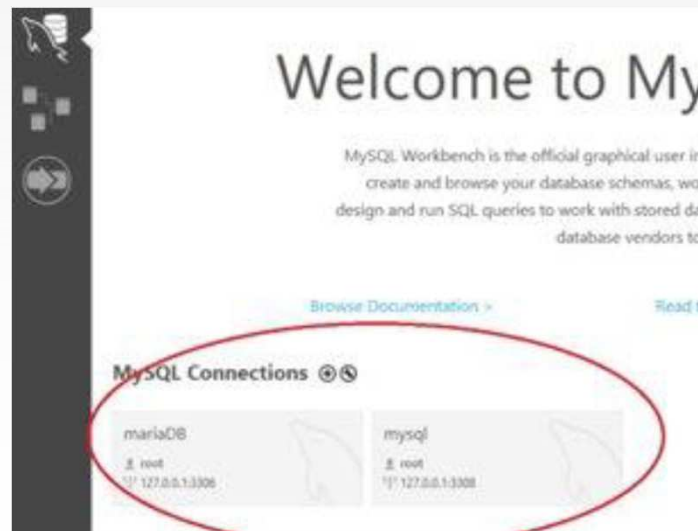 Welcome to My
MySQL Workbench is the official graphical user in
create and browse your database schemas, wo
design and run SQL queries to work with stored da
database vendors to
Browse Documentation > Read t
MySQL Connections
mariaDB mysql
root root
127.0.0.1:3306 127.0.0.1:3308